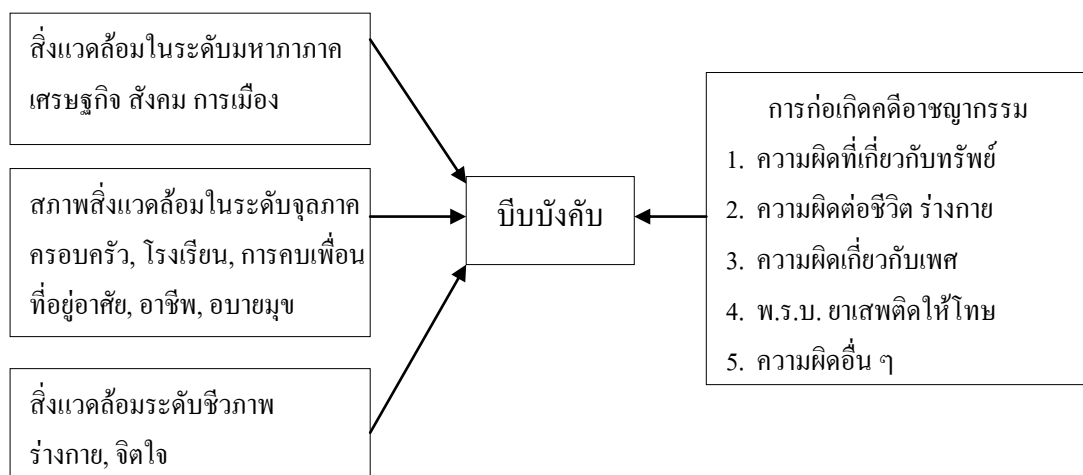 สิ่งแวดล้อมในระดับมหาภาค
เศรษฐกิจ สังคม การเมือง
สภาพสิ่งแวดล้อมในระดับจุลภาค
ครอบครัว, โรงเรียน, การคบเพื่อน
ที่อยู่อาศัย, อาชีพ, อบายมุข
สิ่งแวดล้อมระดับชีวภาพ
ร่างกาย, จิตใจ
บีบบังคับ
การก่อเกิดคดีอาชญากรรม
1. ความผิดที่เกี่ยวกับทรัพย์
2. ความผิดต่อชีวิต ร่างกาย
3. ความผิดเกี่ยวกับเพศ
4. พ.ร.บ. ยาเสพติดให้โทษ
5. ความผิดอื่น ๆ